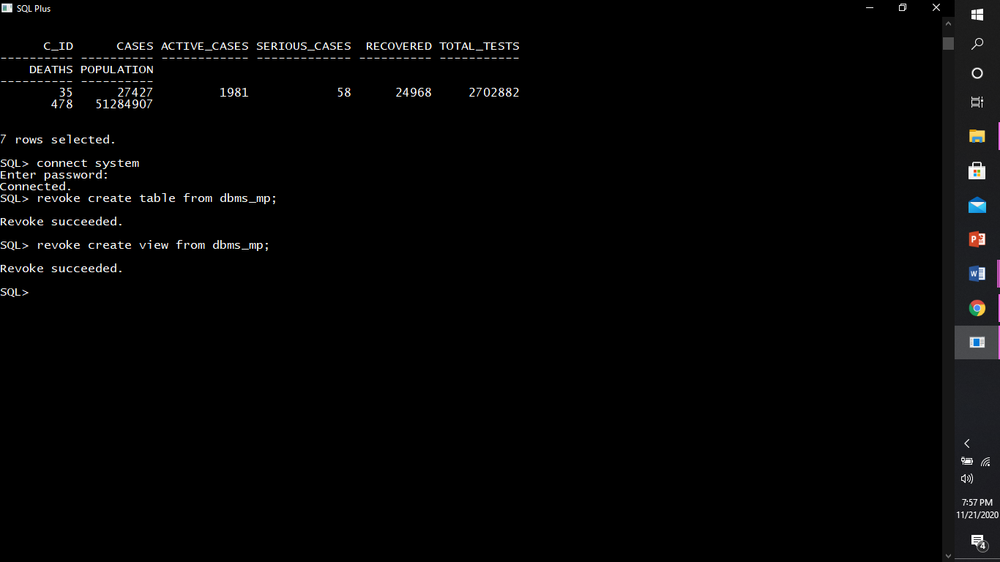 SQL Plus
C_ID CASES ACTIVE_CASES SERIOUS_CASES RECOVERED TOTAL_TESTS
---------- ---------- ------------ ------------- ---------- -----------
DEATHS POPULATION
---------- ----------
35 27427 1981 58 24968 2702882
478 51284907
7 rows selected.
SQL> connect system
Enter password:
Connected.
SQL> revoke create table from dbms_mp;
Revoke succeeded.
SQL> revoke create view from dbms_mp;
Revoke succeeded.
SQL>
P
W
7:57 PM
11/21/2020
4